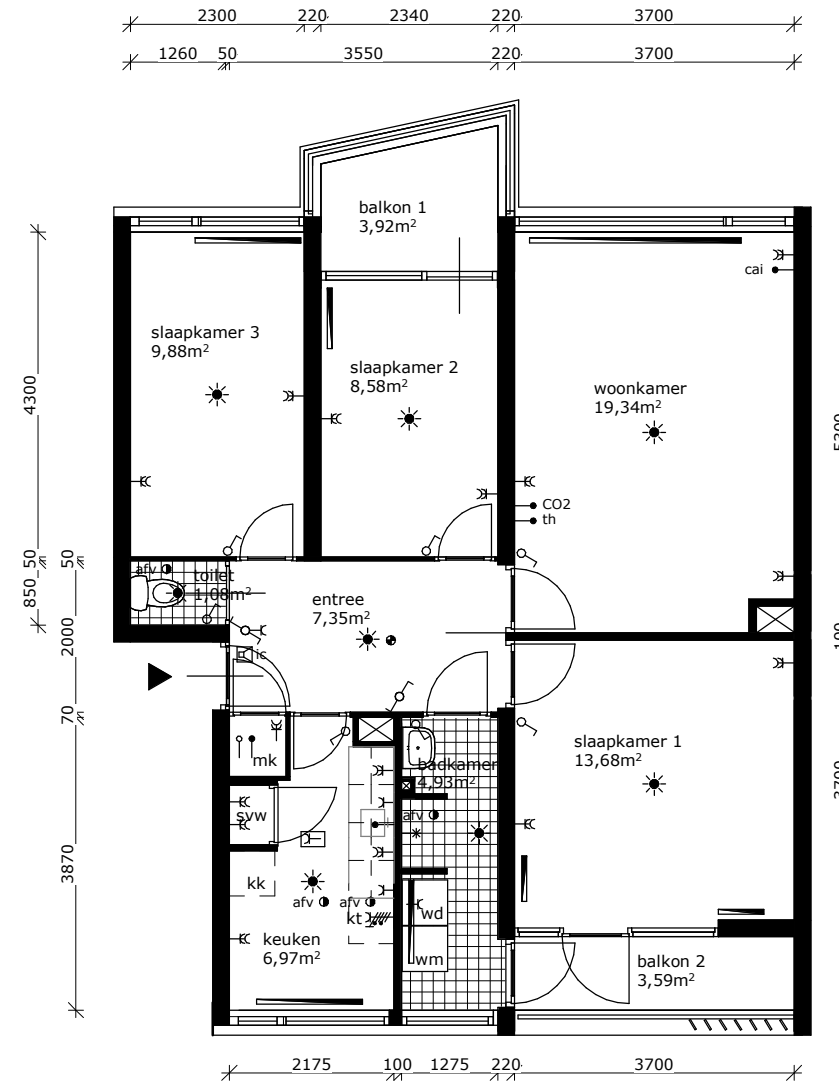 2300 220 2340 220 3700
1260 50 3550 220 3700
balkon 1
3,92m²
cai
slaapkamer 3
9,88m²
slaapkamer 2
8,58m²
woonkamer
19,34m²
4300
5300
CO2
th
50 50
afv
toilet
1,08m²
850
entree
7,35m²
2000
100
ic
70
mk
slaapkamer 1
13,68m²
badkamer
4,93m²
3700
svw
afv
3870
kk
afv afv
kt
wd
keuken
6,97m²
wm
balkon 2
3,59m²
2175 100 1275 220 3700